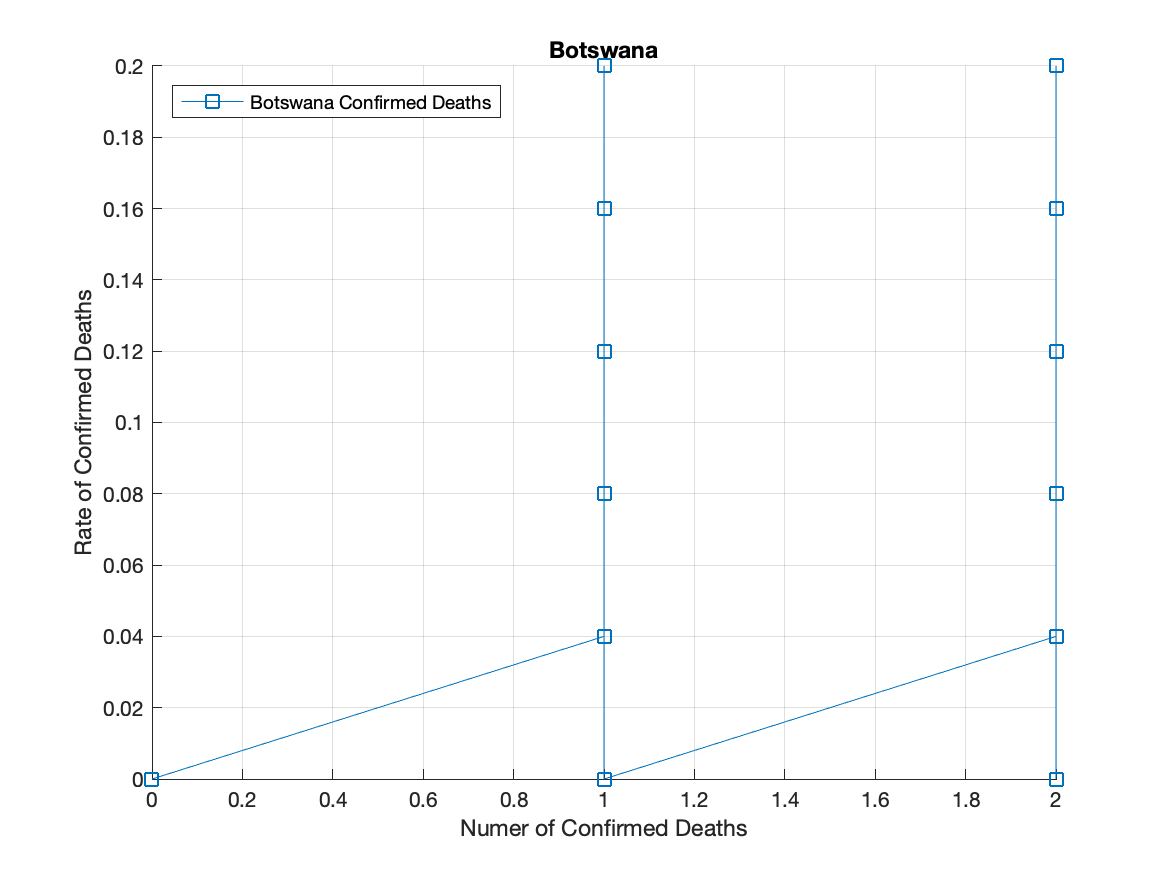 Botswana
Botswana Confirmed Deaths
Rate of Confirmed Deaths
0.2
0.18
0.16
0.14
0.12
0.1
0.08
0.06
0.04
0.02
0
0 0.2 0.4 0.6 0.8 1 1.2 1.4 1.6 1.8 2
Numer of Confirmed Deaths